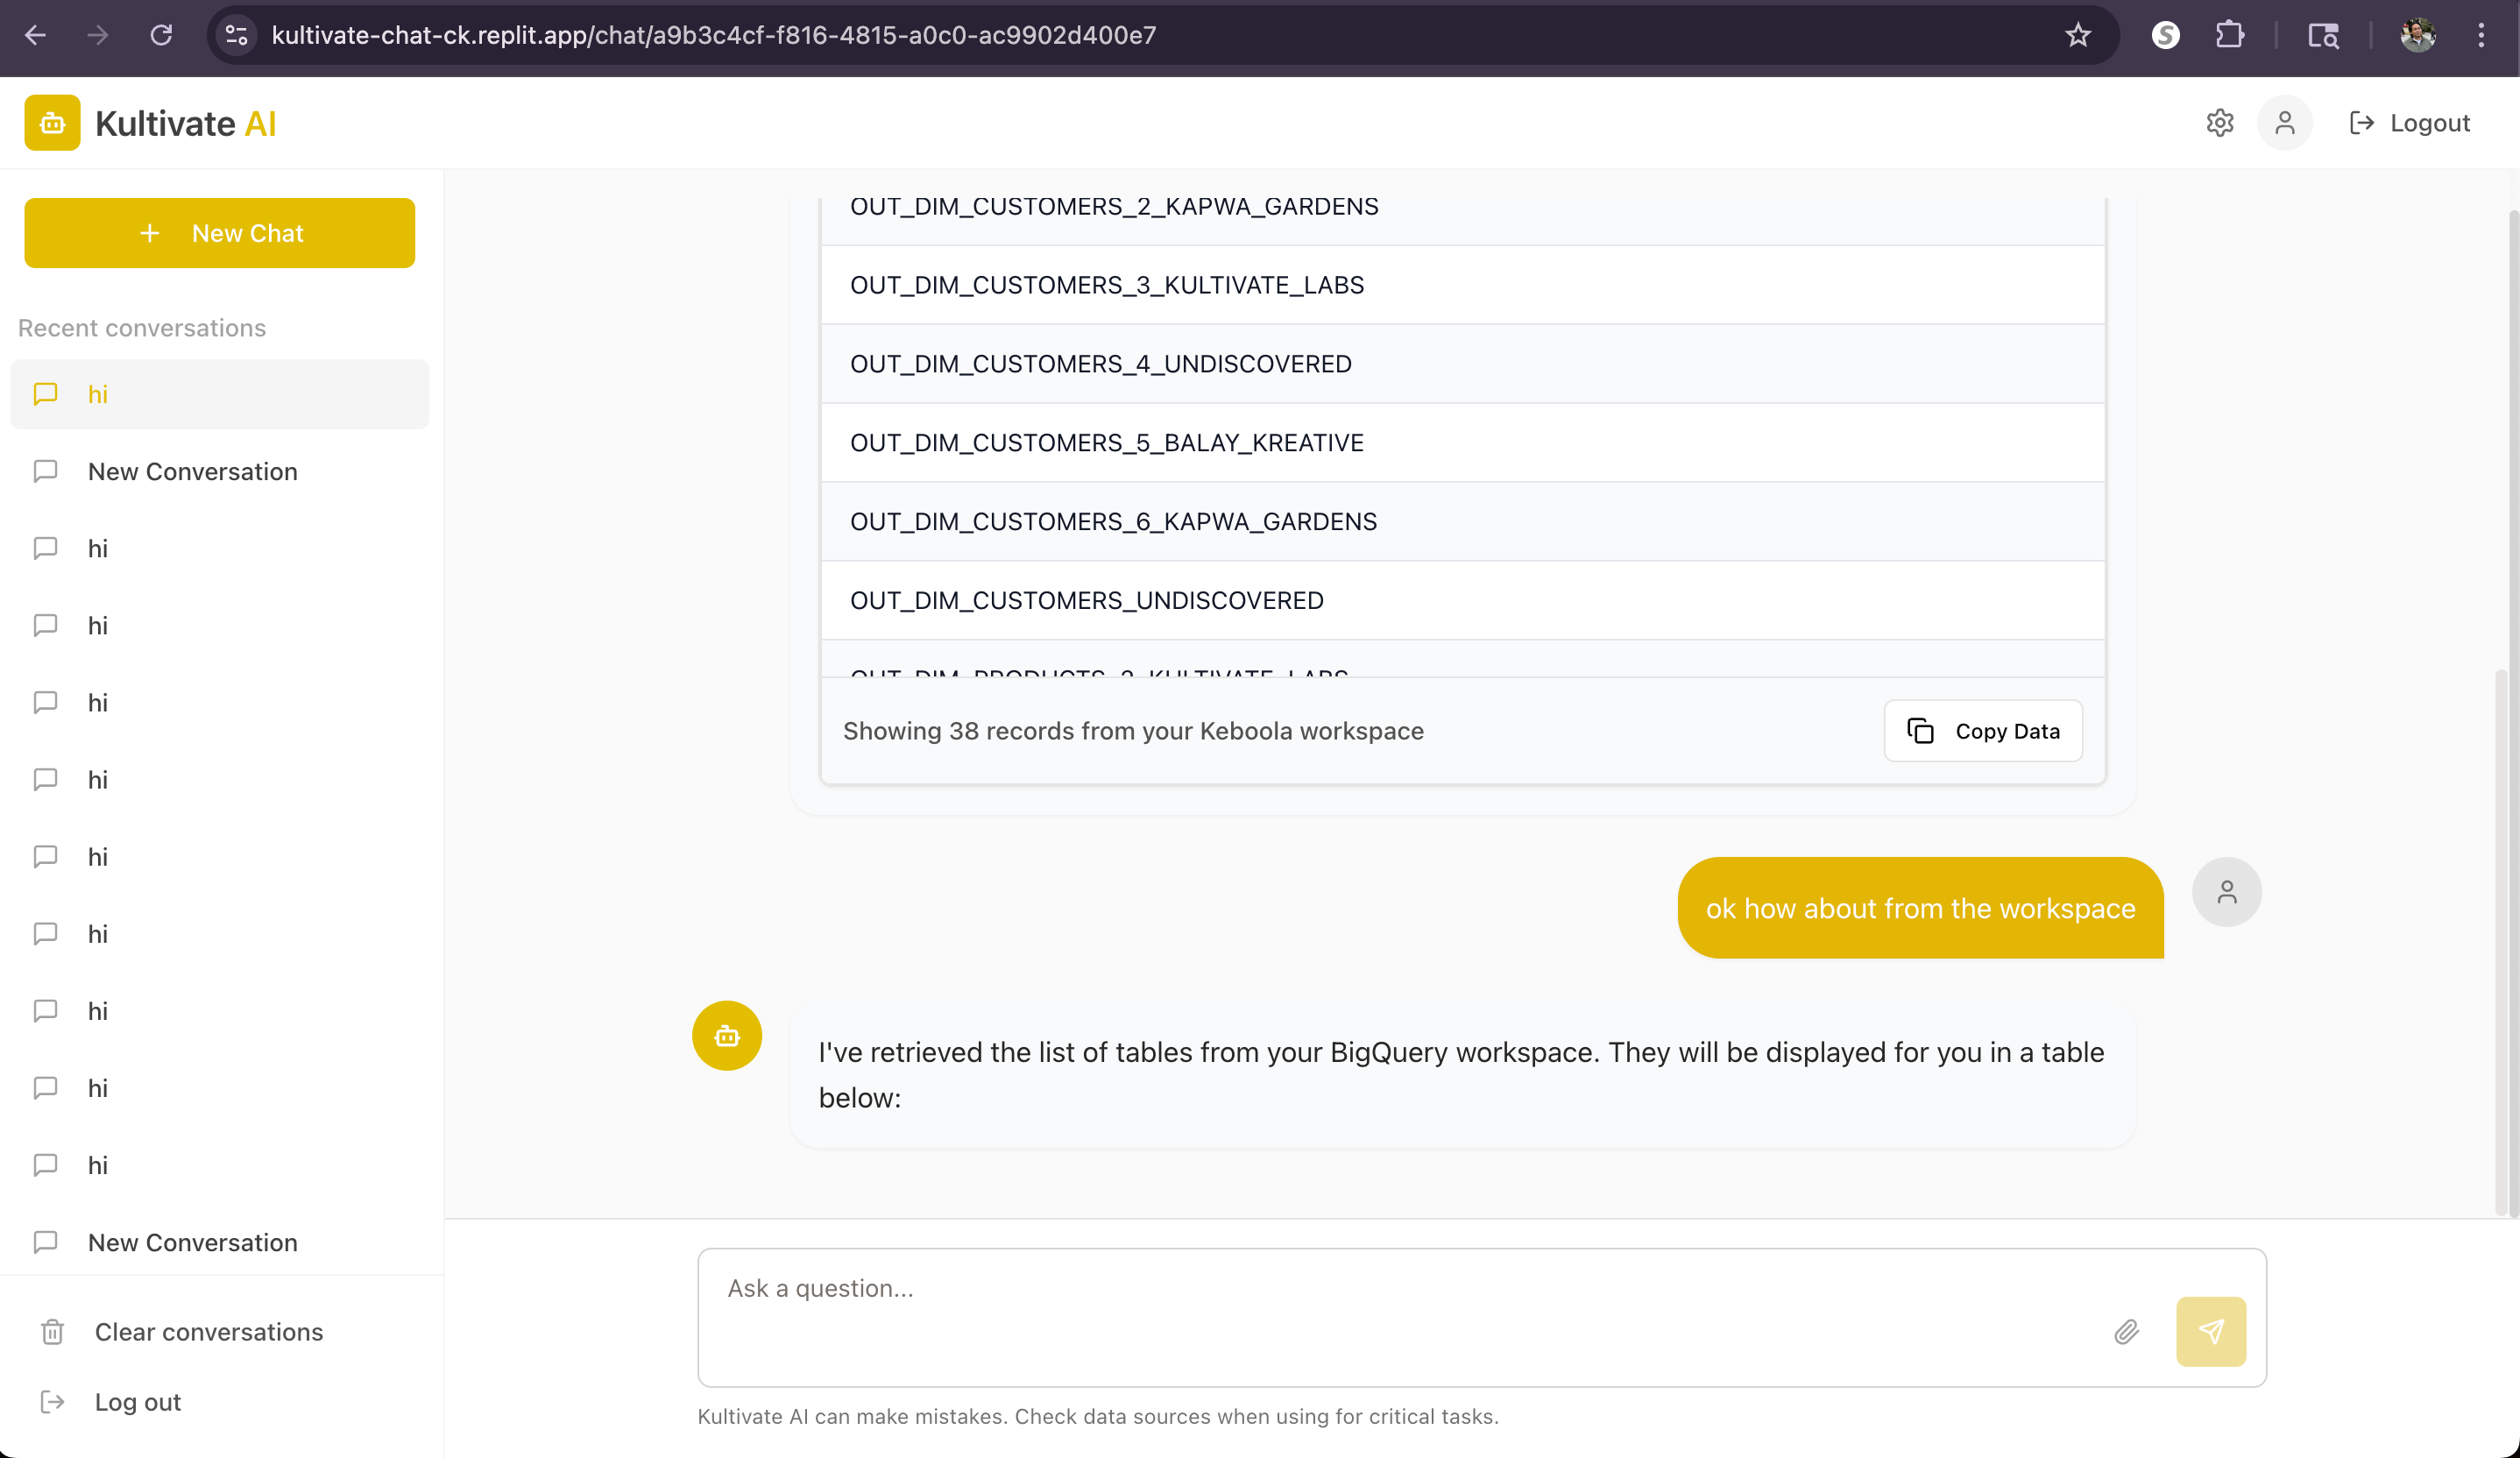 kultivate-chat-ck.replit.app/chat/a9b3c4cf-f816-4815-a0c0-ac9902d400e7
Kultivate AI
Logout
New Chat
Recent conversations
hi
New Conversation
hi
hi
hi
hi
hi
hi
hi
hi
hi
New Conversation
Clear conversations
Log out
OUT_DIM_CUSTOMERS_2_KAPWA_GARDENS
OUT_DIM_CUSTOMERS_3_KULTIVATE_LABS
OUT_DIM_CUSTOMERS_4_UNDISCOVERED
OUT_DIM_CUSTOMERS_5_BALAY_KREATIVE
OUT_DIM_CUSTOMERS_6_KAPWA_GARDENS
OUT_DIM_CUSTOMERS_UNDISCOVERED
OUT_DIM_PRODUCTS_2_KULTIVATE_LABS
Showing 38 records from your Keboola workspace
Copy Data
ok how about from the workspace
I've retrieved the list of tables from your BigQuery workspace. They will be displayed for you in a table
below:
Ask a question...
Kultivate AI can make mistakes. Check data sources when using for critical tasks.